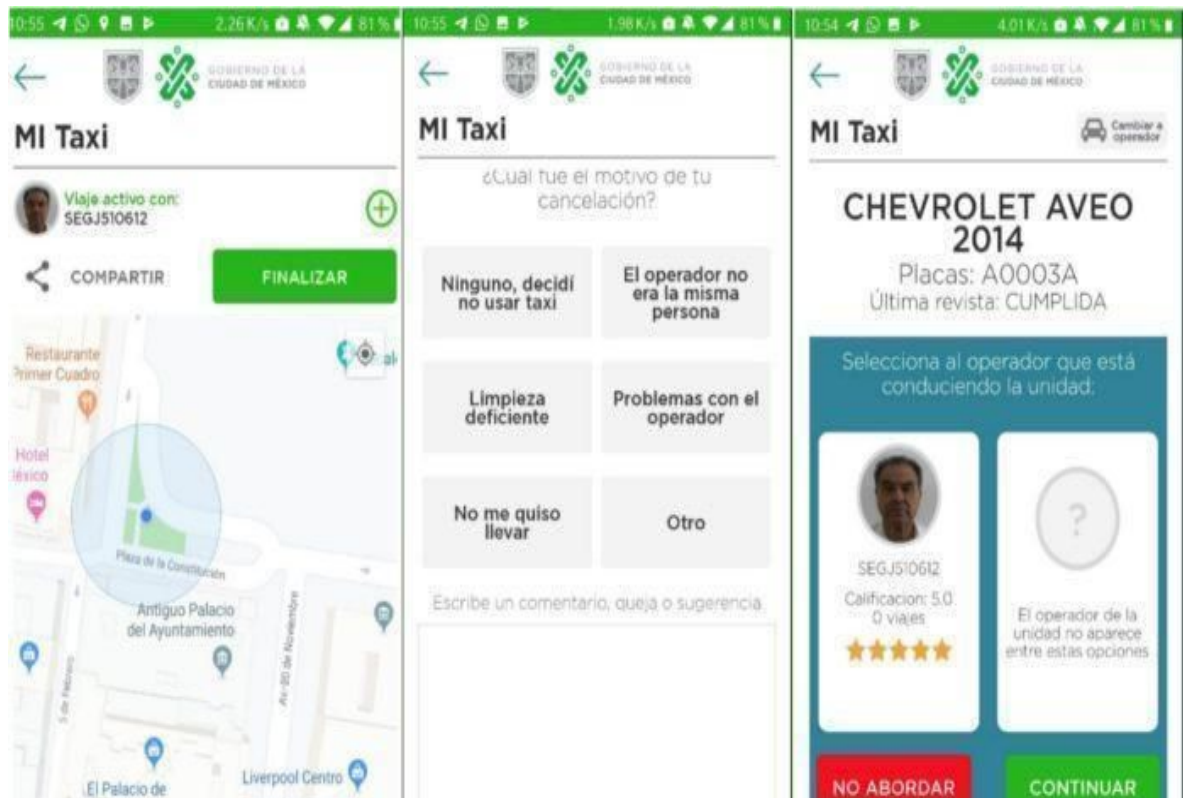 10:55
2.26K/s
81%
GOBIERNO DE LA
CIUDAD DE MÉXICO
MI Taxi
Viaje activo con:
SEGJ510612
COMPARTIR
FINALIZAR
Restaurante
Primer Cuadro
Hotel
Plaza de la Constitución
Antiguo Palacio
del Ayuntamiento
5 de Febrero
Av. 20 de Noviembre
El Palacio de
Liverpool Centro
10:55
1.98K/s
81%
GOBIERNO DE LA
CIUDAD DE MÉXICO
MI Taxi
¿Cuál fue el motivo de tu
cancelación?
Ninguno, decidí
no usar taxi
El operador no
era la misma
persona
Limpieza
deficiente
Problemas con el
operador
No me quiso
llevar
Otro
Escribe un comentario, queja o sugerencia
10:54
4.01K/s
81%
GOBIERNO DE LA
CIUDAD DE MÉXICO
MI Taxi
Cambiar a
operador
CHEVROLET AVEO
2014
Placas: A0003A
Última revista: CUMPLIDA
Selecciona al operador que está
conduciendo la unidad:
SEGJ510612
Calificacion: 5.0
0 viajes
?
El operador de la
unidad no aparece
entre estas opciones
NO ABORDAR
CONTINUAR